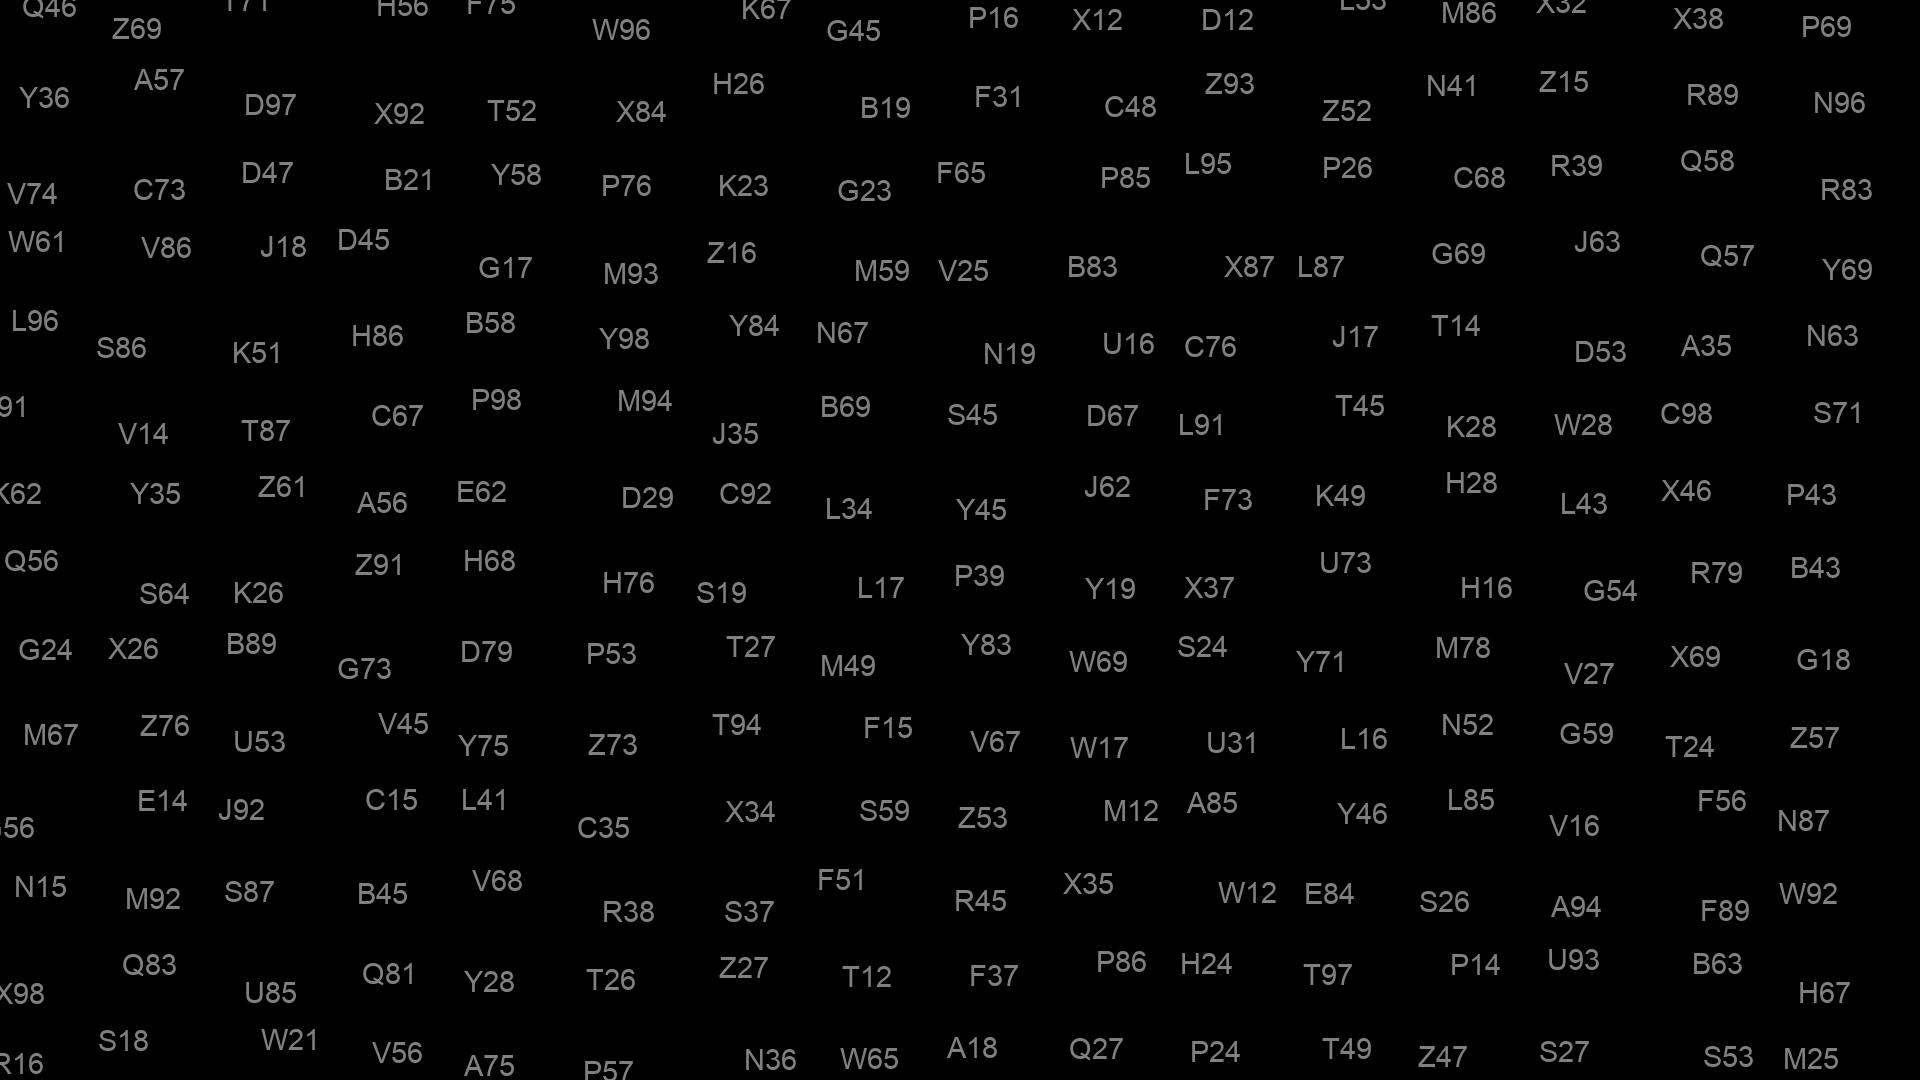 Q46 Z69 T71 H56 F75 W96 K67 G45 P16 X12 D12 L53 M86 X32 X38 P69
Y36 A57 D97 X92 T52 X84 H26 B19 F31 C48 Z93 Z52 N41 Z15 R89 N96
V74 C73 D47 B21 Y58 P76 K23 G23 F65 P85 L95 P26 C68 R39 Q58 R83
W61 V86 J18 D45 G17 M93 Z16 M59 V25 B83 X87 L87 G69 J63 Q57 Y69
L96 S86 K51 H86 B58 Y98 Y84 N67 N19 U16 C76 J17 T14 D53 A35 N63
91 V14 T87 C67 P98 M94 J35 B69 S45 D67 L91 T45 K28 W28 C98 S71
K62 Y35 Z61 A56 E62 D29 C92 L34 Y45 J62 F73 K49 H28 L43 X46 P43
Q56 S64 K26 Z91 H68 H76 S19 L17 P39 Y19 X37 U73 H16 G54 R79 B43
G24 X26 B89 G73 D79 P53 T27 M49 Y83 W69 S24 Y71 M78 V27 X69 G18
M67 Z76 U53 V45 Y75 Z73 T94 F15 V67 W17 U31 L16 N52 G59 T24 Z57
56 E14 J92 C15 L41 C35 X34 S59 Z53 M12 A85 Y46 L85 V16 F56 N87
N15 M92 S87 B45 V68 R38 S37 F51 R45 X35 W12 E84 S26 A94 F89 W92
X98 Q83 U85 Q81 Y28 T26 Z27 T12 F37 P86 H24 T97 P14 U93 B63 H67
R16 S18 W21 V56 A75 P57 N36 W65 A18 Q27 P24 T49 Z47 S27 S53 M25